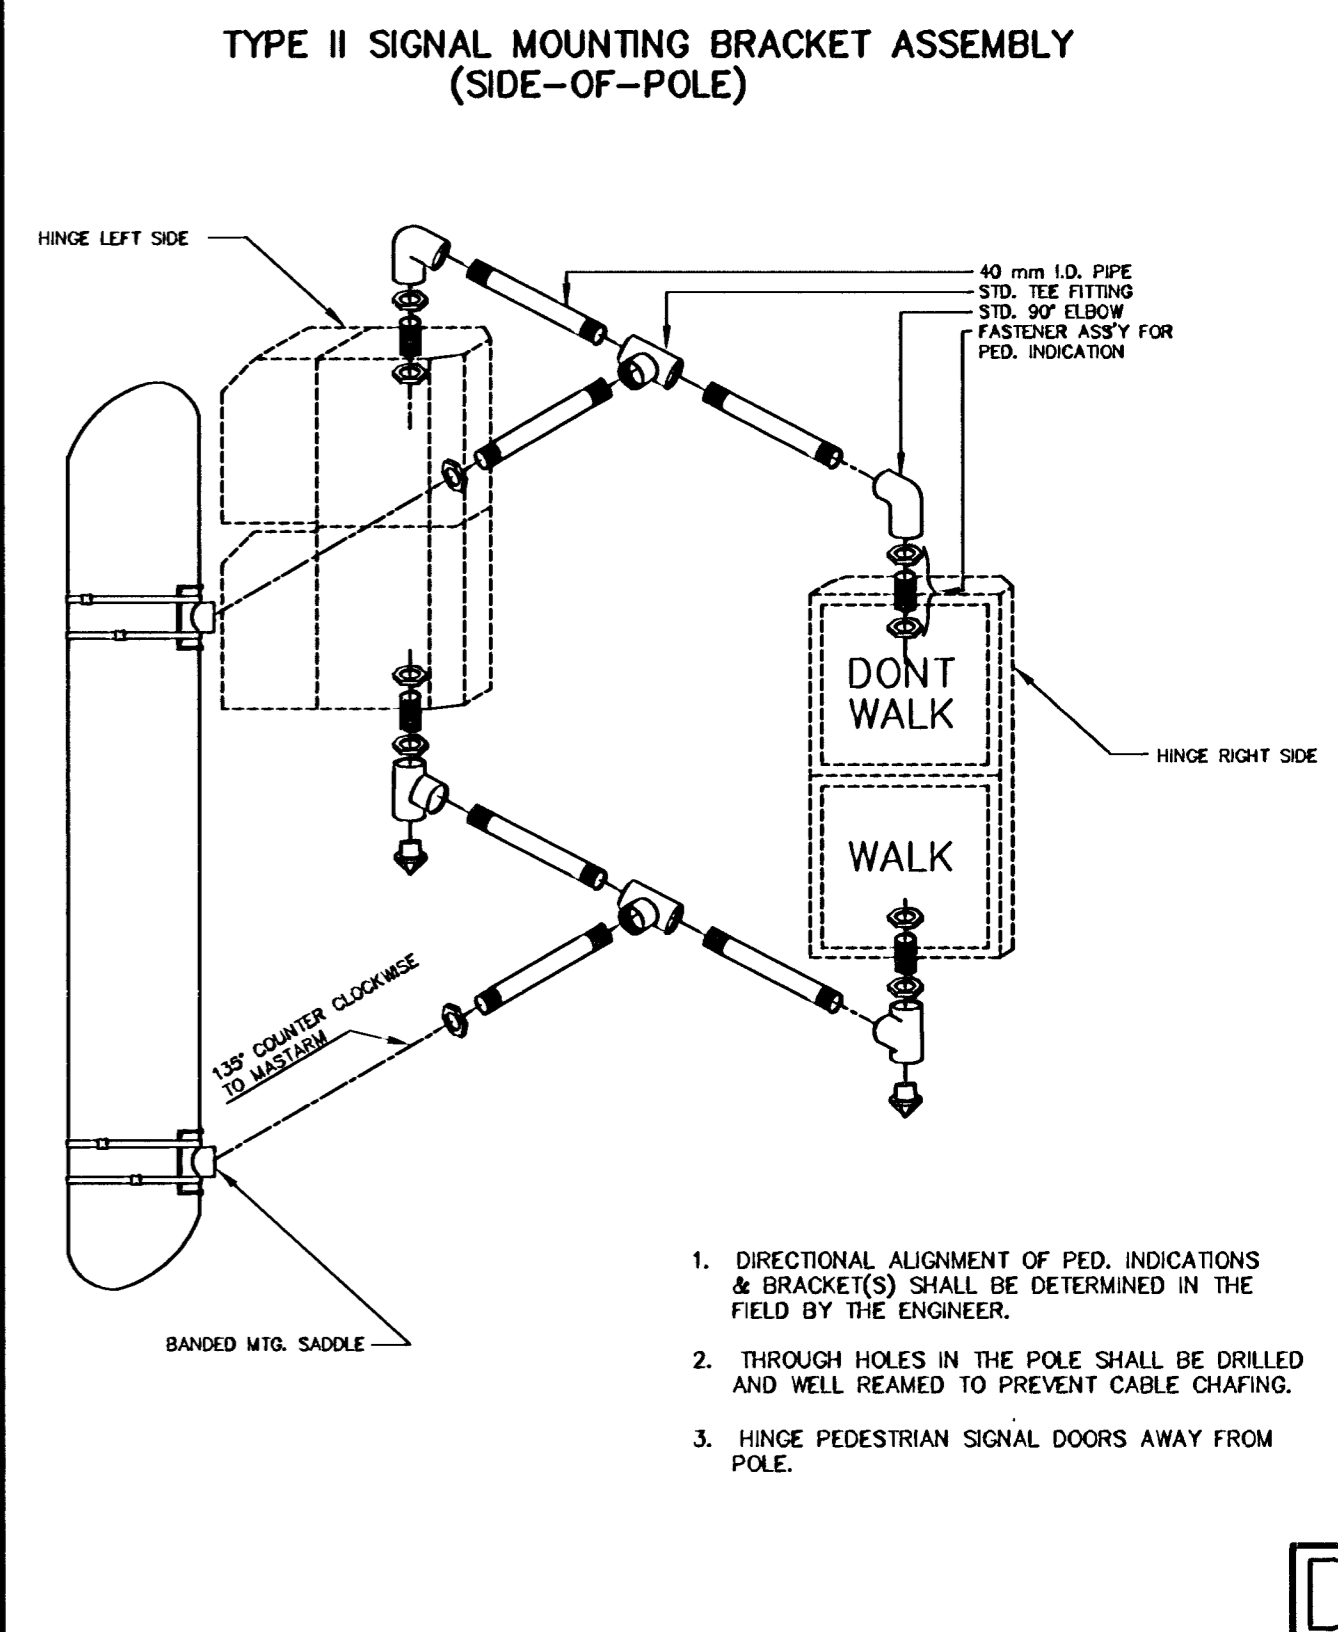 TYPE II SIGNAL MOUNTING BRACKET ASSEMBLY
(SIDE-OF-POLE)
HINGE LEFT SIDE
40 mm I.D. PIPE
STD. TEE FITTING
STD. 90° ELBOW
FASTENER ASS'Y FOR
PED. INDICATION
DONT
WALK
HINGE RIGHT SIDE
WALK
135° COUNTER CLOCKWISE
TO MASTARM
BANDED MTG. SADDLE
1. DIRECTIONAL ALIGNMENT OF PED. INDICATIONS
& BRACKET(S) SHALL BE DETERMINED IN THE
FIELD BY THE ENGINEER.
2. THROUGH HOLES IN THE POLE SHALL BE DRILLED
AND WELL REAMED TO PREVENT CABLE CHAFING.
3. HINGE PEDESTRIAN SIGNAL DOORS AWAY FROM
POLE.